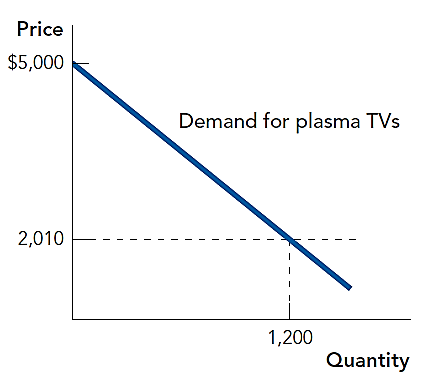 Price
$5,000
Demand for plasma TVs
2,010
1,200
Quantity